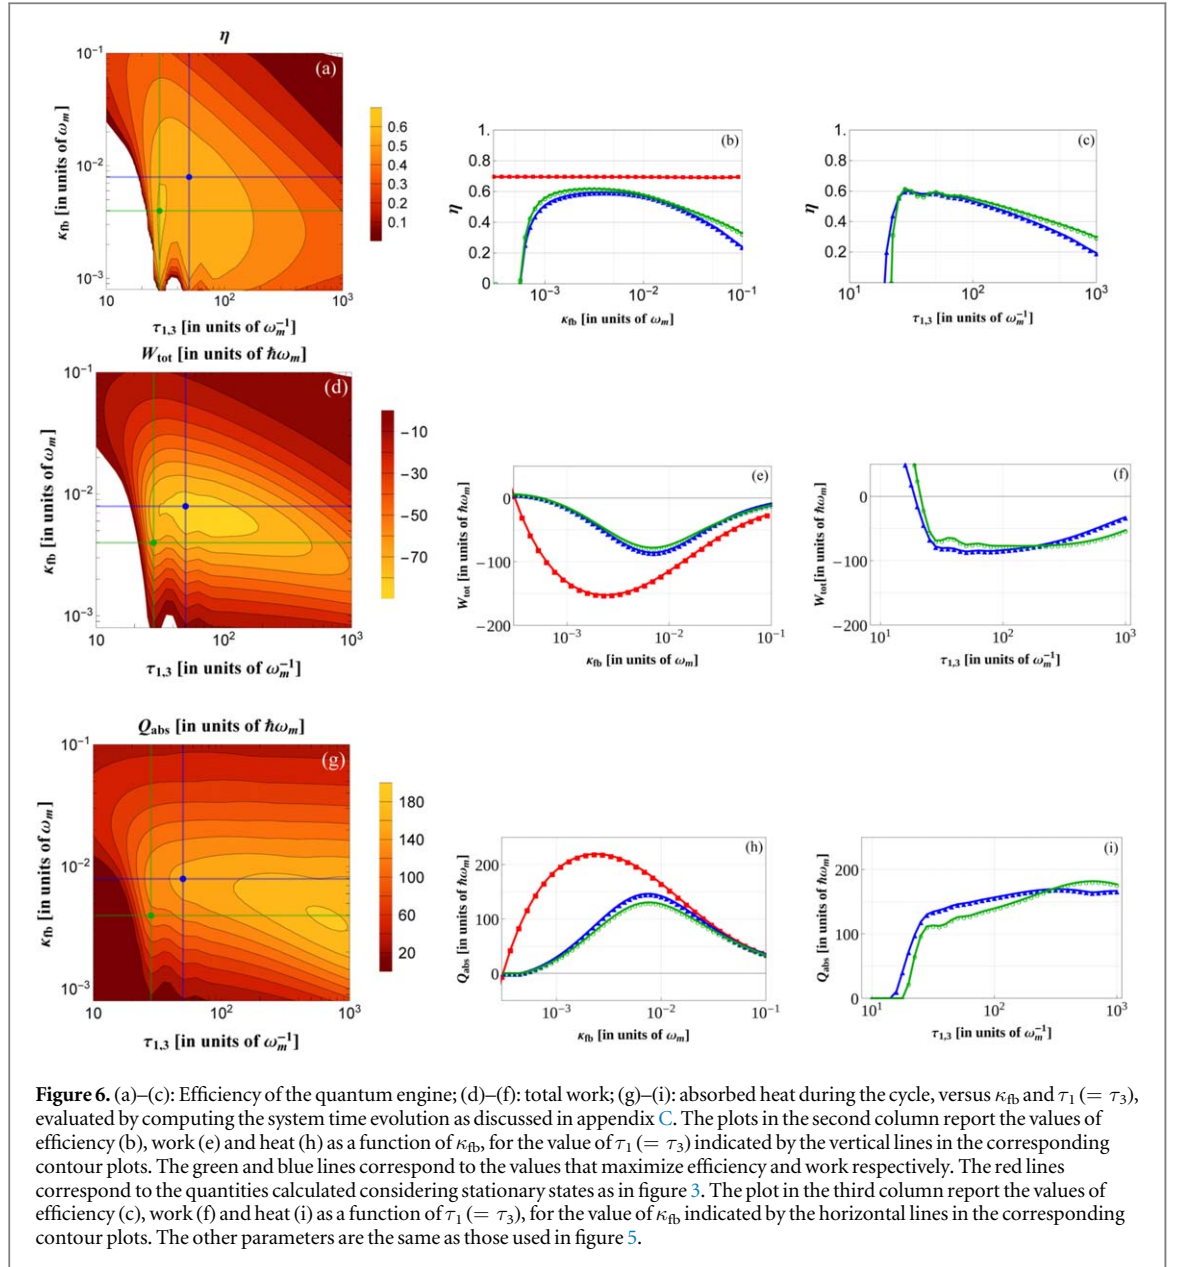 η
(a)
10⁻¹
10⁻²
10⁻³
κfb [in units of ωm]
10
10²
10³
τ1,3 [in units of ωm⁻¹]
0.6
0.5
0.4
0.3
0.2
0.1
(b)
1.
0.8
0.6
0.4
0.2
0
η
10⁻³
10⁻²
10⁻¹
κfb [in units of ωm]
(c)
1
0.8
0.6
0.4
0.2
η
10¹
10²
10³
τ1,3 [in units of ωm⁻¹]
Wtot [in units of ℏωm]
(d)
10⁻¹
10⁻²
10⁻³
κfb [in units of ωm]
10
10²
10³
τ1,3 [in units of ωm⁻¹]
−10
−30
−50
−70
(e)
0
−100
−200
Wtot [in units of ℏωm]
10⁻³
10⁻²
10⁻¹
κfb [in units of ωm]
(f)
0
−100
−200
Wtot[in units of ℏωm]
10¹
10²
10³
τ1,3 [in units of ωm⁻¹]
Qabs [in units of ℏωm]
(g)
10⁻¹
10⁻²
10⁻³
κfb [in units of ωm]
10
10²
10³
τ1,3 [in units of ωm⁻¹]
180
140
100
60
20
(h)
200
100
0
Qabs [in units of ℏωm]
10⁻³
10⁻²
10⁻¹
κfb [in units of ωm]
(i)
200
100
0
Qabs [in units of ℏωm]
10¹
10²
10³
τ1,3 [in units of ωm⁻¹]
Figure 6. (a)–(c): Efficiency of the quantum engine; (d)–(f): total work; (g)–(i): absorbed heat during the cycle, versus κfb and τ1 (= τ3),
evaluated by computing the system time evolution as discussed in appendix C. The plots in the second column report the values of
efficiency (b), work (e) and heat (h) as a function of κfb, for the value of τ1 (= τ3) indicated by the vertical lines in the corresponding
contour plots. The green and blue lines correspond to the values that maximize efficiency and work respectively. The red lines
correspond to the quantities calculated considering stationary states as in figure 3. The plot in the third column report the values of
efficiency (c), work (f) and heat (i) as a function of τ1 (= τ3), for the value of κfb indicated by the horizontal lines in the corresponding
contour plots. The other parameters are the same as those used in figure 5.